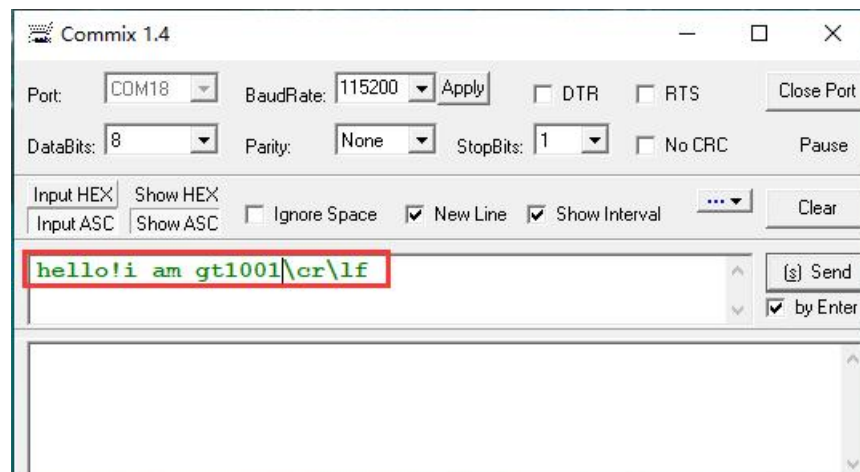 Commix 1.4
Port: COM18 BaudRate: 115200 Apply DTR RTS Close Port
DataBits: 8 Parity: None StopBits: 1 No CRC Pause
Input HEX Show HEX
Input ASC Show ASC Ignore Space New Line Show Interval ... Clear
hello!i am gt1001\cr\lf
(s) Send
by Enter